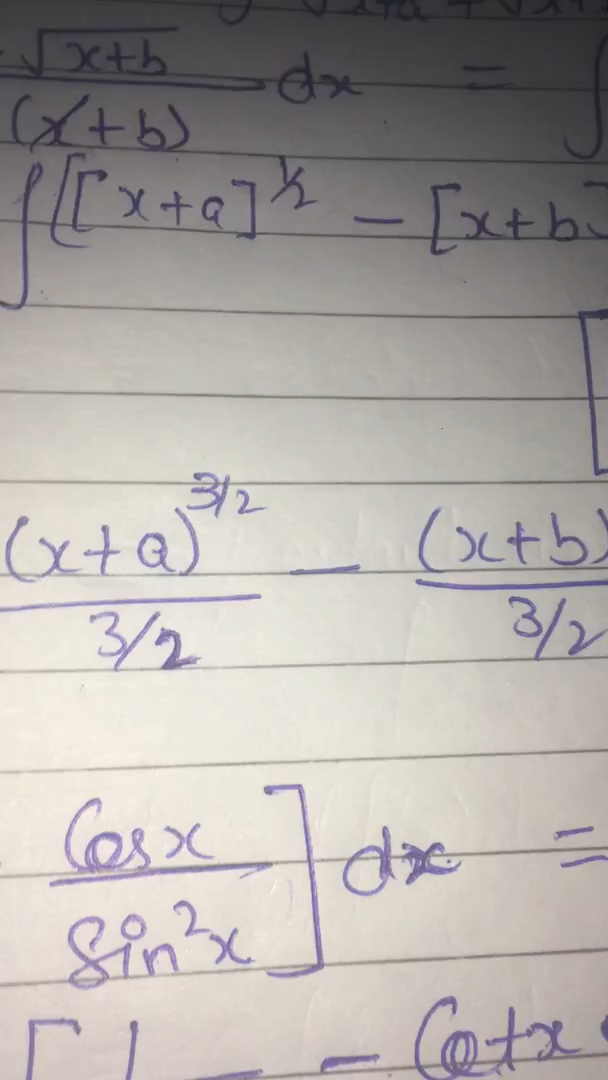 √x+a + √x+
√x+b / (x+b) dx = ∫
∫ ([x+a]^1/2 − [x+b]
(x+a)^3/2 / 3/2 − (x+b) / 3/2
Cosx / Sin²x ] dx =
− Cotx